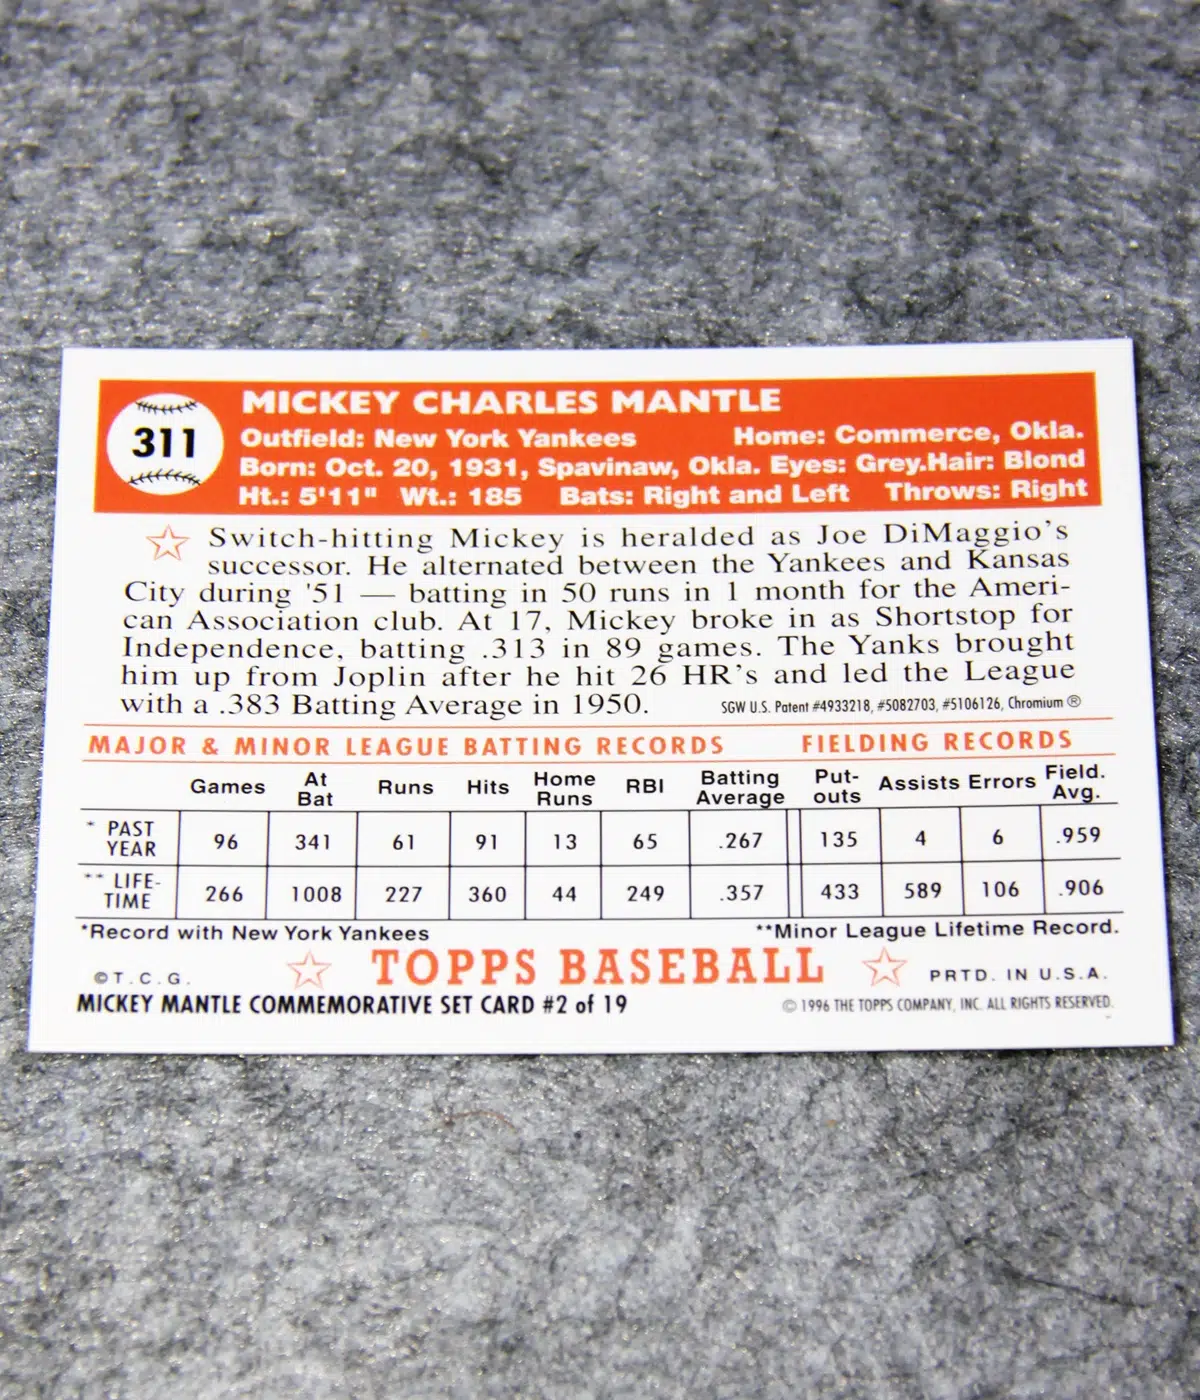 311
MICKEY CHARLES MANTLE
Outfield: New York Yankees Home: Commerce, Okla.
Born: Oct. 20, 1931, Spavinaw, Okla. Eyes: Grey.Hair: Blond
Ht.: 5'11" Wt.: 185 Bats: Right and Left Throws: Right
Switch-hitting Mickey is heralded as Joe DiMaggio's
successor. He alternated between the Yankees and Kansas
City during '51 — batting in 50 runs in 1 month for the Ameri-
can Association club. At 17, Mickey broke in as Shortstop for
Independence, batting .313 in 89 games. The Yanks brought
him up from Joplin after he hit 26 HR's and led the League
with a .383 Batting Average in 1950. SGW U.S. Patent #4933218, #5082703, #5106126, Chromium ®
MAJOR & MINOR LEAGUE BATTING RECORDS FIELDING RECORDS
Games At Bat Runs Hits Home Runs RBI Batting Average Put-outs Assists Errors Field. Avg.
* PAST YEAR 96 341 61 91 13 65 .267 135 4 6 .959
** LIFE-TIME 266 1008 227 360 44 249 .357 433 589 106 .906
*Record with New York Yankees **Minor League Lifetime Record.
©T.C.G. TOPPS BASEBALL PRTD. IN U.S.A.
MICKEY MANTLE COMMEMORATIVE SET CARD #2 of 19 © 1996 THE TOPPS COMPANY, INC. ALL RIGHTS RESERVED.